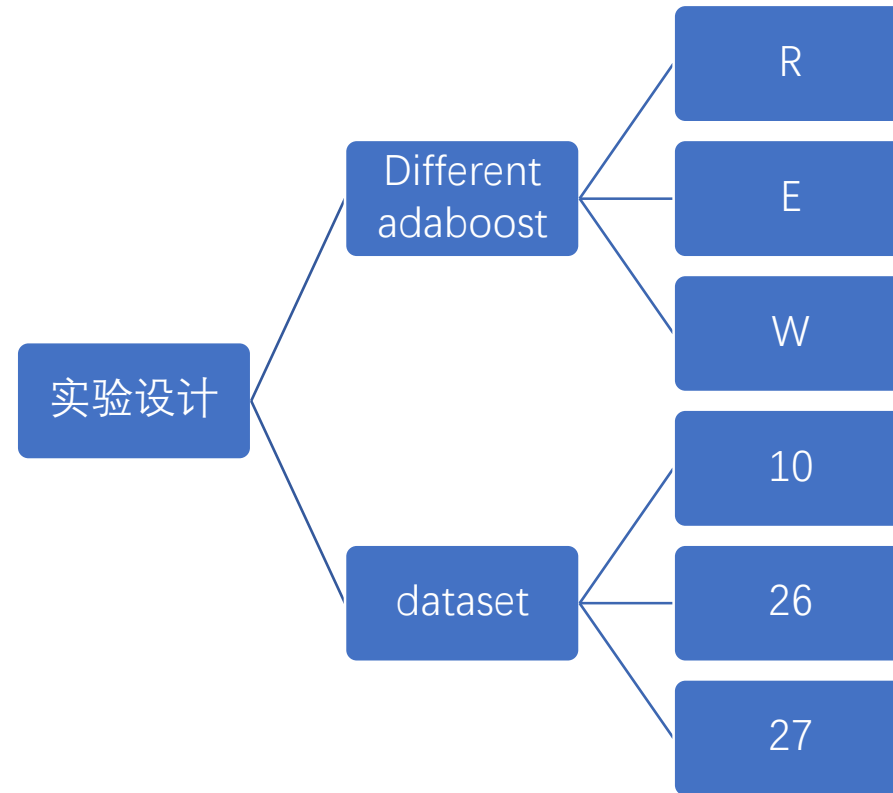 实验设计
Different
adaboost
R
E
W
dataset
10
26
27